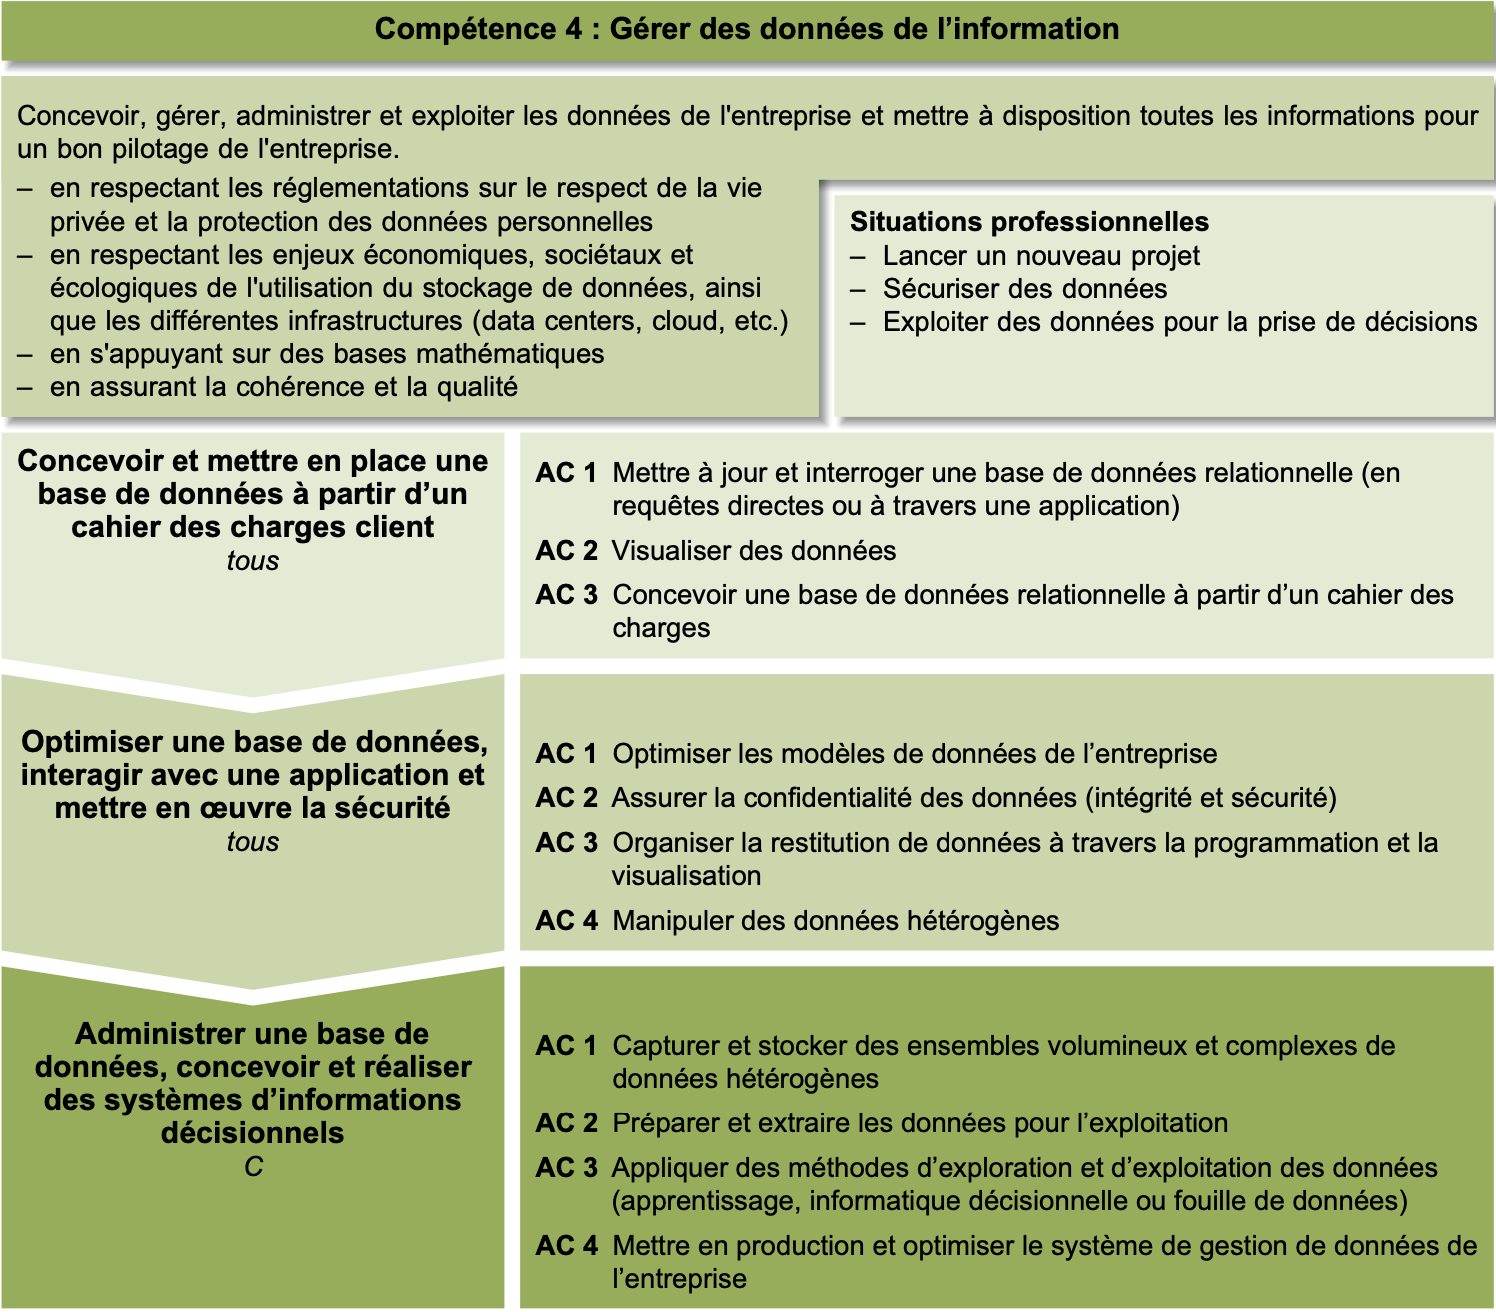 Compétence 4 : Gérer des données de l’information
Concevoir, gérer, administrer et exploiter les données de l'entreprise et mettre à disposition toutes les informations pour
un bon pilotage de l'entreprise.
– en respectant les réglementations sur le respect de la vie
privée et la protection des données personnelles
– en respectant les enjeux économiques, sociétaux et
écologiques de l'utilisation du stockage de données, ainsi
que les différentes infrastructures (data centers, cloud, etc.)
– en s'appuyant sur des bases mathématiques
– en assurant la cohérence et la qualité
Situations professionnelles
– Lancer un nouveau projet
– Sécuriser des données
– Exploiter des données pour la prise de décisions
Concevoir et mettre en place une
base de données à partir d’un
cahier des charges client
tous
AC 1 Mettre à jour et interroger une base de données relationnelle (en
requêtes directes ou à travers une application)
AC 2 Visualiser des données
AC 3 Concevoir une base de données relationnelle à partir d’un cahier des
charges
Optimiser une base de données,
interagir avec une application et
mettre en œuvre la sécurité
tous
AC 1 Optimiser les modèles de données de l’entreprise
AC 2 Assurer la confidentialité des données (intégrité et sécurité)
AC 3 Organiser la restitution de données à travers la programmation et la
visualisation
AC 4 Manipuler des données hétérogènes
Administrer une base de
données, concevoir et réaliser
des systèmes d’informations
décisionnels
C
AC 1 Capturer et stocker des ensembles volumineux et complexes de
données hétérogènes
AC 2 Préparer et extraire les données pour l’exploitation
AC 3 Appliquer des méthodes d’exploration et d’exploitation des données
(apprentissage, informatique décisionnelle ou fouille de données)
AC 4 Mettre en production et optimiser le système de gestion de données de
l’entreprise